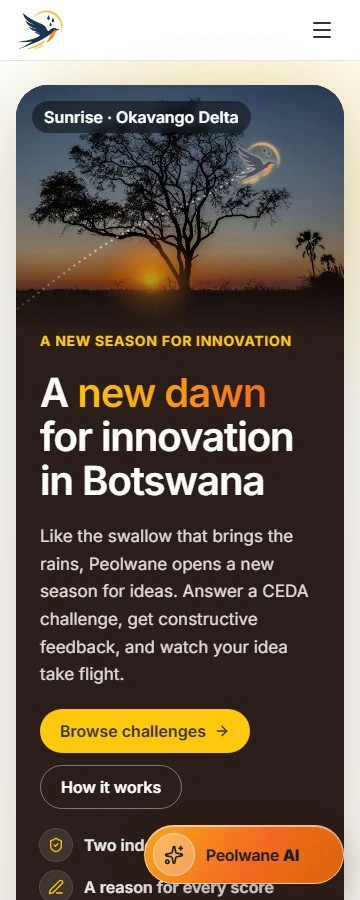 Sunrise · Okavango Delta
A NEW SEASON FOR INNOVATION
A new dawn
for innovation
in Botswana
Like the swallow that brings the
rains, Peolwane opens a new
season for ideas. Answer a CEDA
challenge, get constructive
feedback, and watch your idea
take flight.
Browse challenges →
How it works
Two
Peolwane AI
A reason for every score